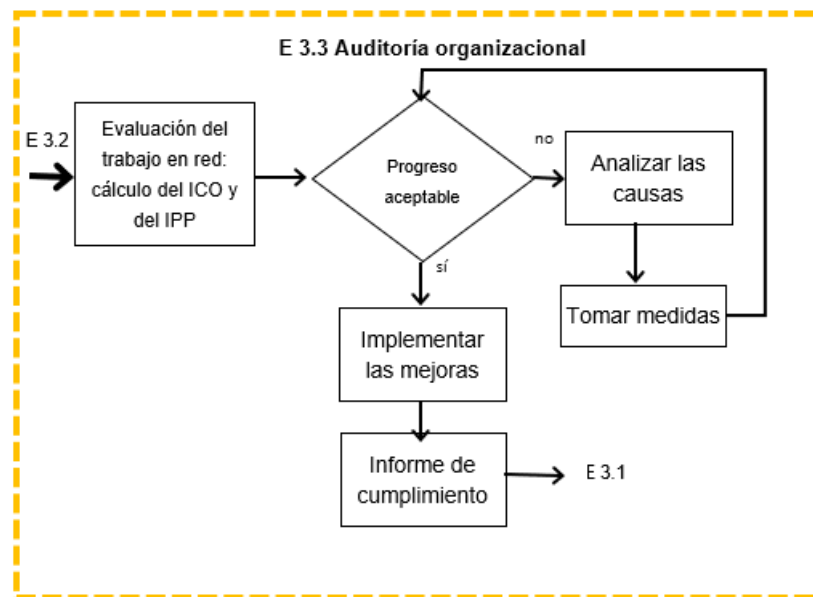 E 3.3 Auditoría organizacional
E 3.2
Evaluación del
trabajo en red:
cálculo del ICO y
del IPP
Progreso
aceptable
no
Analizar las
causas
Tomar medidas
sí
Implementar
las mejoras
Informe de
cumplimiento
E 3.1